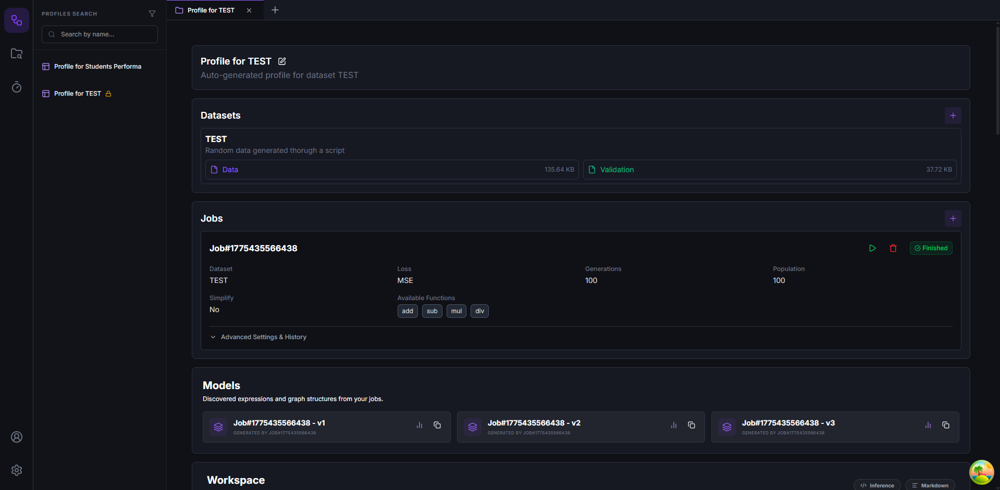 PROFILES SEARCH
Search by name...
Profile for Students Performa
Profile for TEST
Profile for TEST
Profile for TEST
Auto-generated profile for dataset TEST
Datasets
TEST
Random data generated thorugh a script
Data 135.64 KB
Validation 37.72 KB
Jobs
Job#1775435566438
Finished
Dataset Loss Generations Population
TEST MSE 100 100
Simplify Available Functions
No add sub mul div
Advanced Settings & History
Models
Discovered expressions and graph structures from your jobs.
Job#1775435566438 - v1
GENERATED BY JOB#1775435566438
Job#1775435566438 - v2
GENERATED BY JOB#1775435566438
Job#1775435566438 - v3
GENERATED BY JOB#1775435566438
Workspace
Inference
Markdown